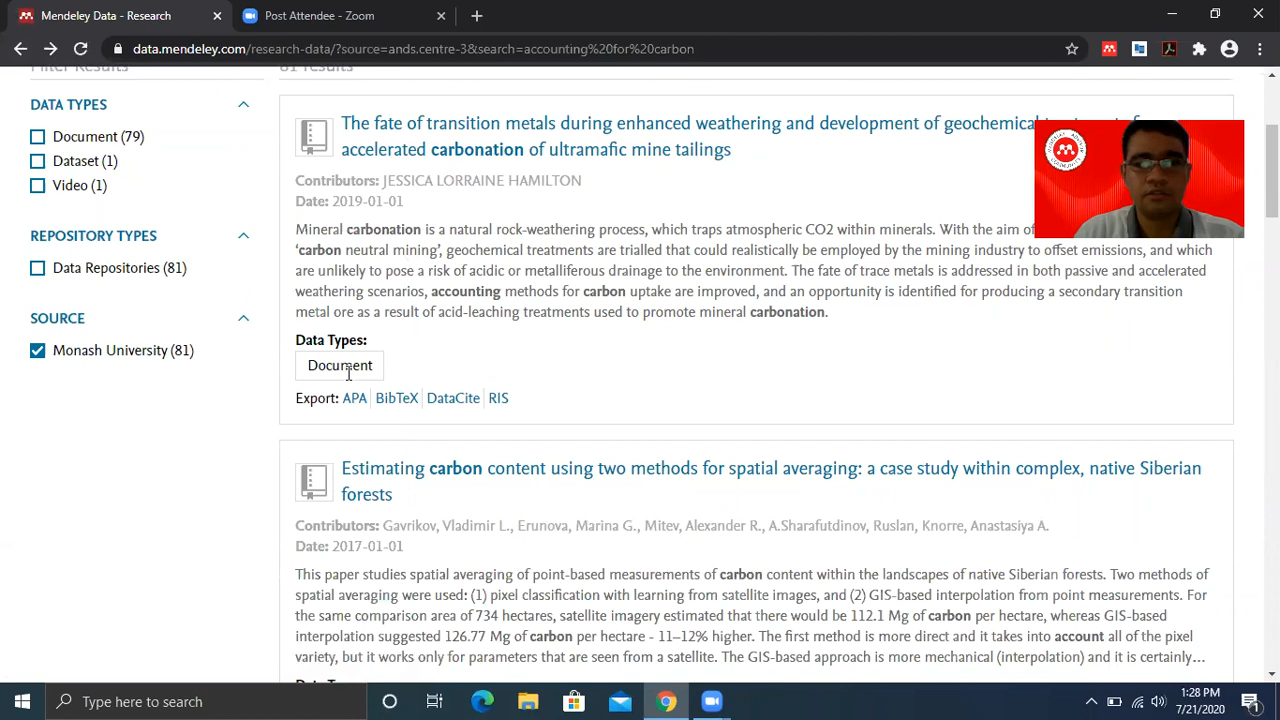 Mendeley Data - Research
Post Attendee - Zoom
data.mendeley.com/research-data/?source=ands.centre-3&search=accounting%20for%20carbon
Filter Results
81 results
DATA TYPES
Document (79)
Dataset (1)
Video (1)
REPOSITORY TYPES
Data Repositories (81)
SOURCE
Monash University (81)
The fate of transition metals during enhanced weathering and development of geochemical
accelerated carbonation of ultramafic mine tailings
Contributors: JESSICA LORRAINE HAMILTON
Date: 2019-01-01
Mineral carbonation is a natural rock-weathering process, which traps atmospheric CO2 within minerals. With the aim of
‘carbon neutral mining’, geochemical treatments are trialled that could realistically be employed by the mining industry to offset emissions, and which
are unlikely to pose a risk of acidic or metalliferous drainage to the environment. The fate of trace metals is addressed in both passive and accelerated
weathering scenarios, accounting methods for carbon uptake are improved, and an opportunity is identified for producing a secondary transition
metal ore as a result of acid-leaching treatments used to promote mineral carbonation.
Data Types:
Document
Export: APA BibTeX DataCite RIS
Estimating carbon content using two methods for spatial averaging: a case study within complex, native Siberian
forests
Contributors: Gavrikov, Vladimir L., Erunova, Marina G., Mitev, Alexander R., A.Sharafutdinov, Ruslan, Knorre, Anastasiya A.
Date: 2017-01-01
This paper studies spatial averaging of point-based measurements of carbon content within the landscapes of native Siberian forests. Two methods of
spatial averaging were used: (1) pixel classification with learning from satellite images, and (2) GIS-based interpolation from point measurements. For
the same comparison area of 734 hectares, satellite imagery estimated that there would be 112.1 Mg of carbon per hectare, whereas GIS-based
interpolation suggested 126.77 Mg of carbon per hectare - 11–12% higher. The first method is more direct and it takes into account all of the pixel
variety, but it works only for parameters that are seen from a satellite. The GIS-based approach is more mechanical (interpolation) and it is certainly...
Type here to search
1:28 PM
7/21/2020